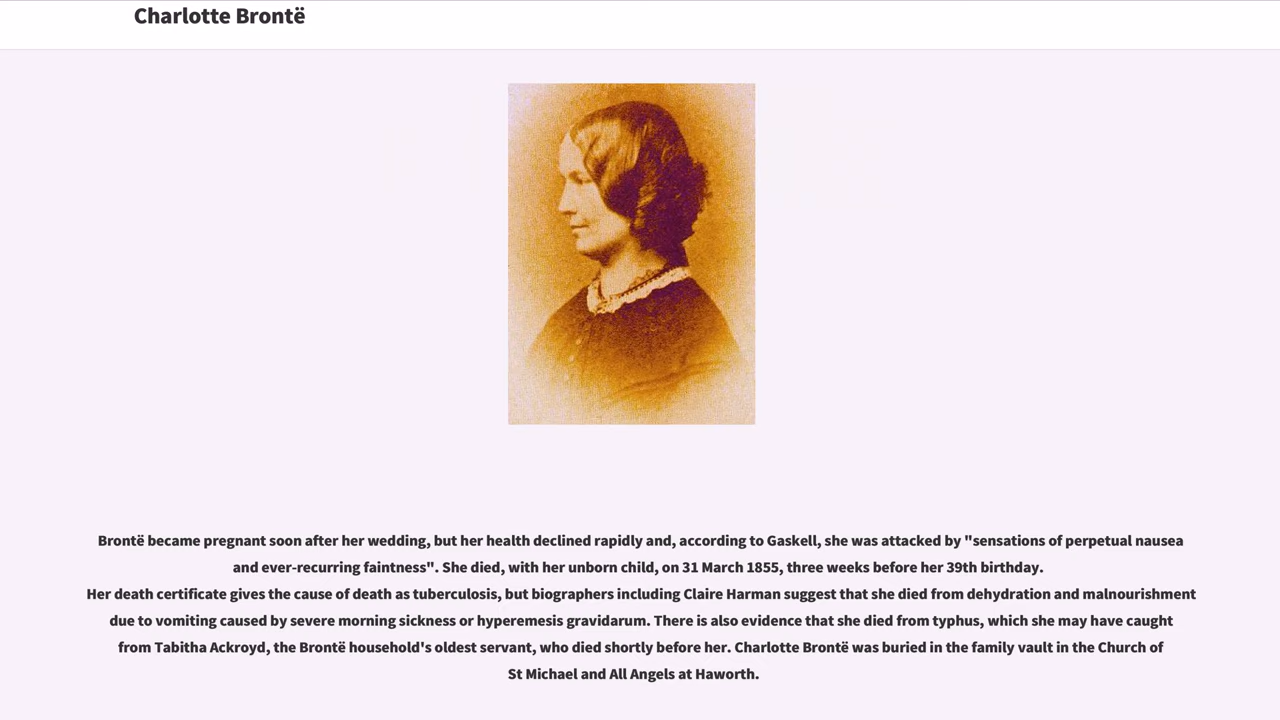 Charlotte Brontë
Brontë became pregnant soon after her wedding, but her health declined rapidly and, according to Gaskell, she was attacked by "sensations of perpetual nausea
and ever-recurring faintness". She died, with her unborn child, on 31 March 1855, three weeks before her 39th birthday.
Her death certificate gives the cause of death as tuberculosis, but biographers including Claire Harman suggest that she died from dehydration and malnourishment
due to vomiting caused by severe morning sickness or hyperemesis gravidarum. There is also evidence that she died from typhus, which she may have caught
from Tabitha Ackroyd, the Brontë household's oldest servant, who died shortly before her. Charlotte Brontë was buried in the family vault in the Church of
St Michael and All Angels at Haworth.